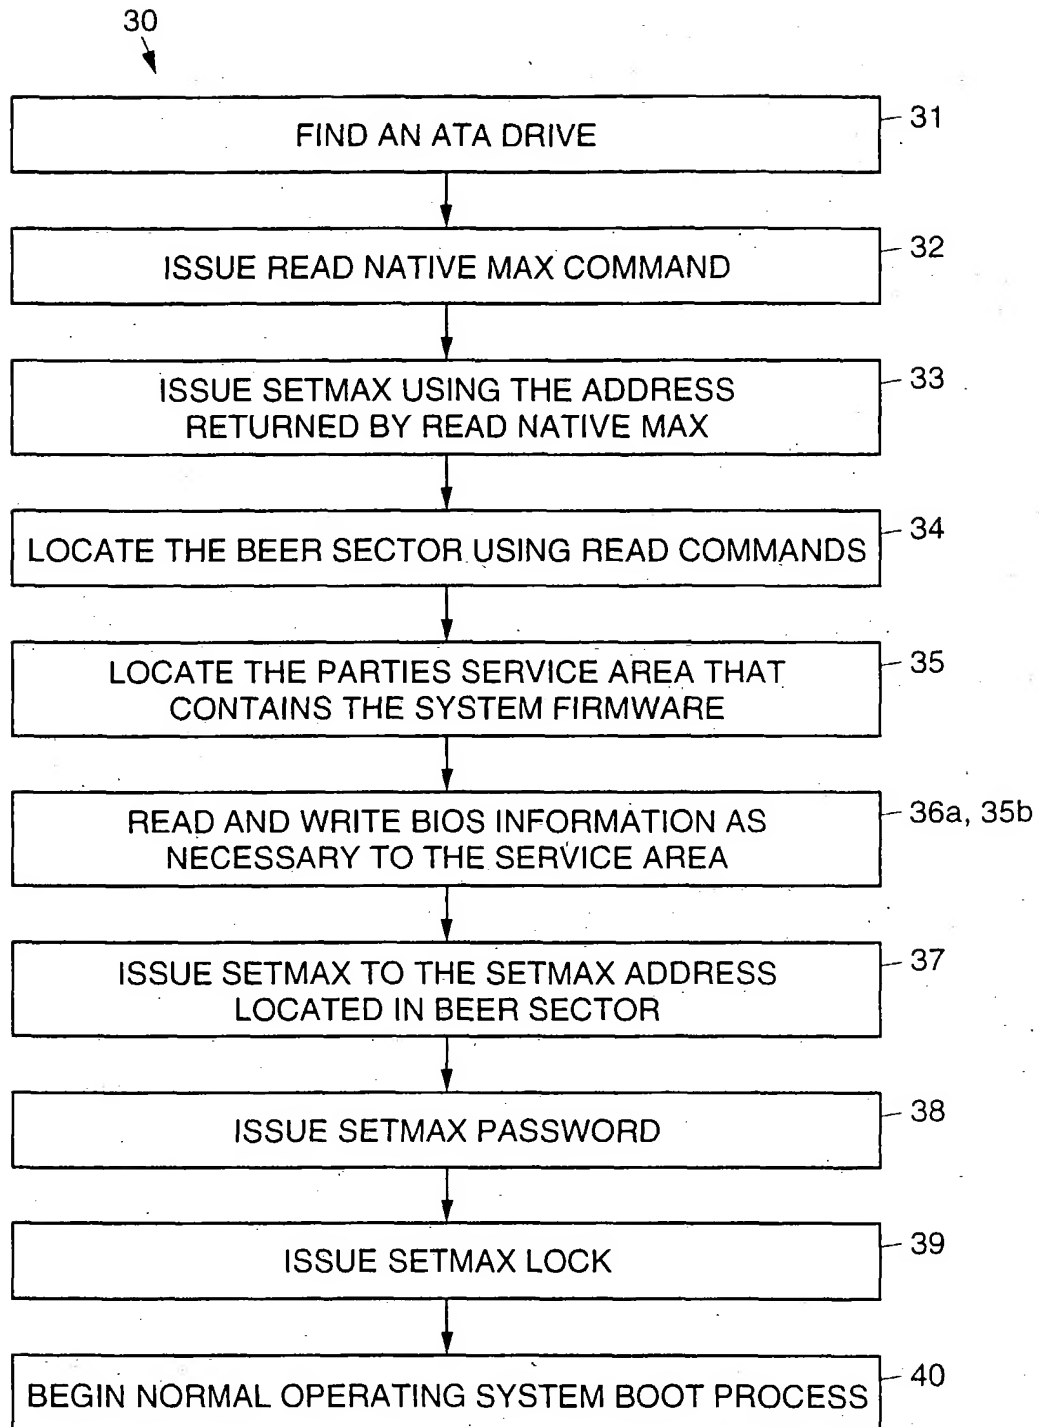 30
FIND AN ATA DRIVE
31
ISSUE READ NATIVE MAX COMMAND
32
ISSUE SETMAX USING THE ADDRESS
RETURNED BY READ NATIVE MAX
33
LOCATE THE BEER SECTOR USING READ COMMANDS
34
LOCATE THE PARTIES SERVICE AREA THAT
CONTAINS THE SYSTEM FIRMWARE
35
READ AND WRITE BIOS INFORMATION AS
NECESSARY TO THE SERVICE AREA
36a, 35b
ISSUE SETMAX TO THE SETMAX ADDRESS
LOCATED IN BEER SECTOR
37
ISSUE SETMAX PASSWORD
38
ISSUE SETMAX LOCK
39
BEGIN NORMAL OPERATING SYSTEM BOOT PROCESS
40